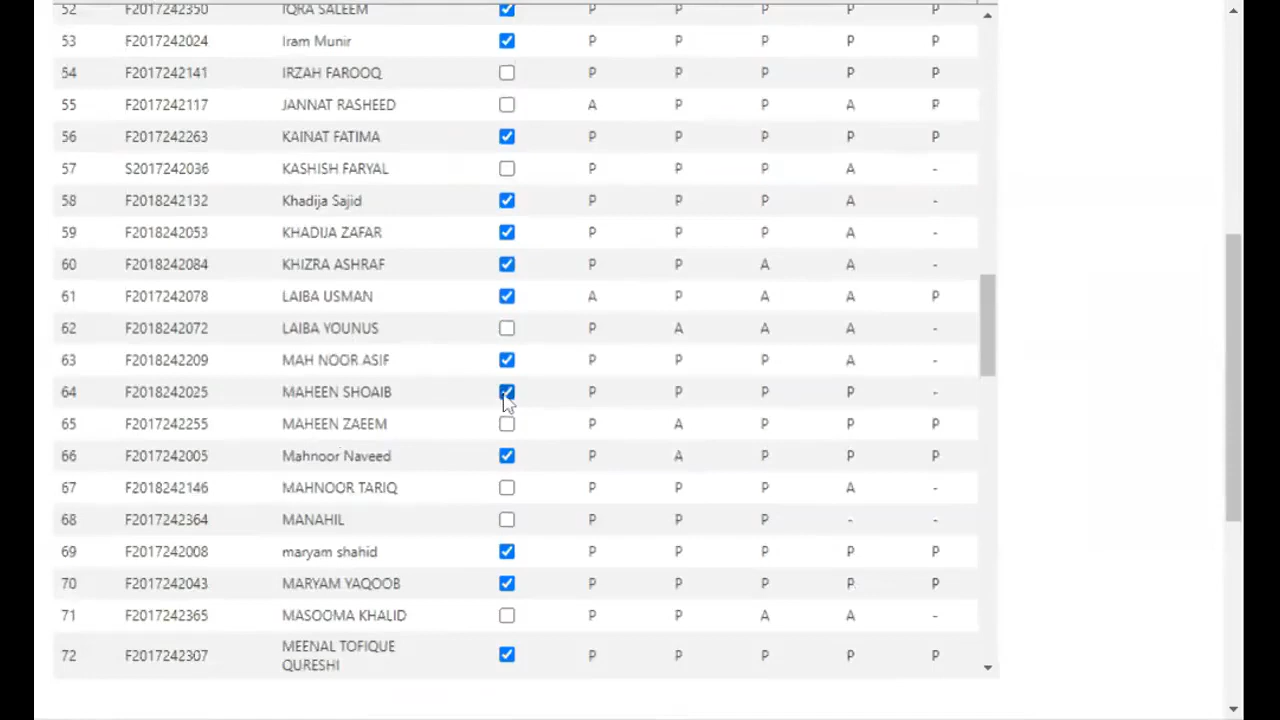 52 F2017242350 IQRA SALEEM P P P P P
53 F2017242024 Iram Munir P P P P P
54 F2017242141 IRZAH FAROOQ P P P P P
55 F2017242117 JANNAT RASHEED A P P A P
56 F2017242263 KAINAT FATIMA P P P P P
57 S2017242036 KASHISH FARYAL P P P A -
58 F2018242132 Khadija Sajid P P P A -
59 F2018242053 KHADIJA ZAFAR P P P A -
60 F2018242084 KHIZRA ASHRAF P P A A -
61 F2017242078 LAIBA USMAN A P A A P
62 F2018242072 LAIBA YOUNUS P A A A -
63 F2018242209 MAH NOOR ASIF P P P A -
64 F2018242025 MAHEEN SHOAIB P P P P -
65 F2017242255 MAHEEN ZAEEM P A P P P
66 F2017242005 Mahnoor Naveed P A P P P
67 F2018242146 MAHNOOR TARIQ P P P A -
68 F2017242364 MANAHIL P P P - -
69 F2017242008 maryam shahid P P P P P
70 F2017242043 MARYAM YAQOOB P P P P P
71 F2017242365 MASOOMA KHALID P P A A -
72 F2017242307 MEENAL TOFIQUE P P P P P
QURESHI